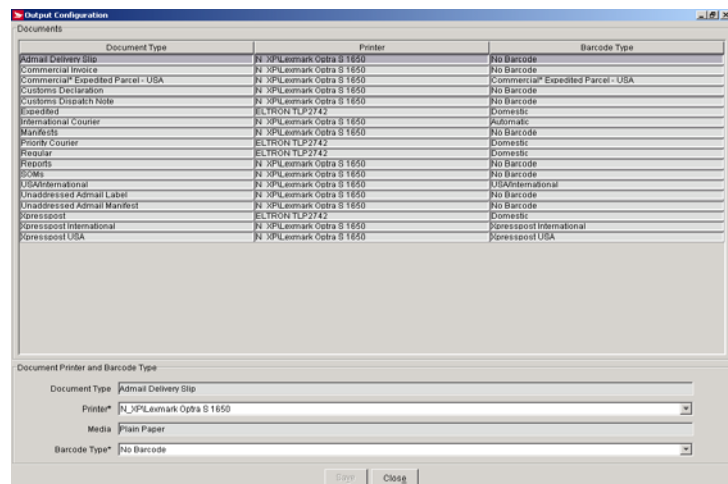 Output Configuration
Documents
Document Type Printer Barcode Type
Admail Delivery Slip N_XP\Lexmark Optra S 1650 No Barcode
Commercial Invoice N_XP\Lexmark Optra S 1650 No Barcode
Commercial* Expedited Parcel - USA N_XP\Lexmark Optra S 1650 Commercial* Expedited Parcel - USA
Customs Declaration N_XP\Lexmark Optra S 1650 No Barcode
Customs Dispatch Note N_XP\Lexmark Optra S 1650 No Barcode
Expedited ELTRON TLP2742 Domestic
International Courier N_XP\Lexmark Optra S 1650 Automatic
Manifests N_XP\Lexmark Optra S 1650 No Barcode
Priority Courier ELTRON TLP2742 Domestic
Regular ELTRON TLP2742 Domestic
Reports N_XP\Lexmark Optra S 1650 No Barcode
SOMs N_XP\Lexmark Optra S 1650 No Barcode
USA/International N_XP\Lexmark Optra S 1650 USA/International
Unaddressed Admail Label N_XP\Lexmark Optra S 1650 No Barcode
Unaddressed Admail Manifest N_XP\Lexmark Optra S 1650 No Barcode
Xpresspost ELTRON TLP2742 Domestic
Xpresspost International N_XP\Lexmark Optra S 1650 Xpresspost International
Xpresspost USA N_XP\Lexmark Optra S 1650 Xpresspost USA
Document Printer and Barcode Type
Document Type Admail Delivery Slip
Printer* N_XP\Lexmark Optra S 1650
Media Plain Paper
Barcode Type* No Barcode
Save Close